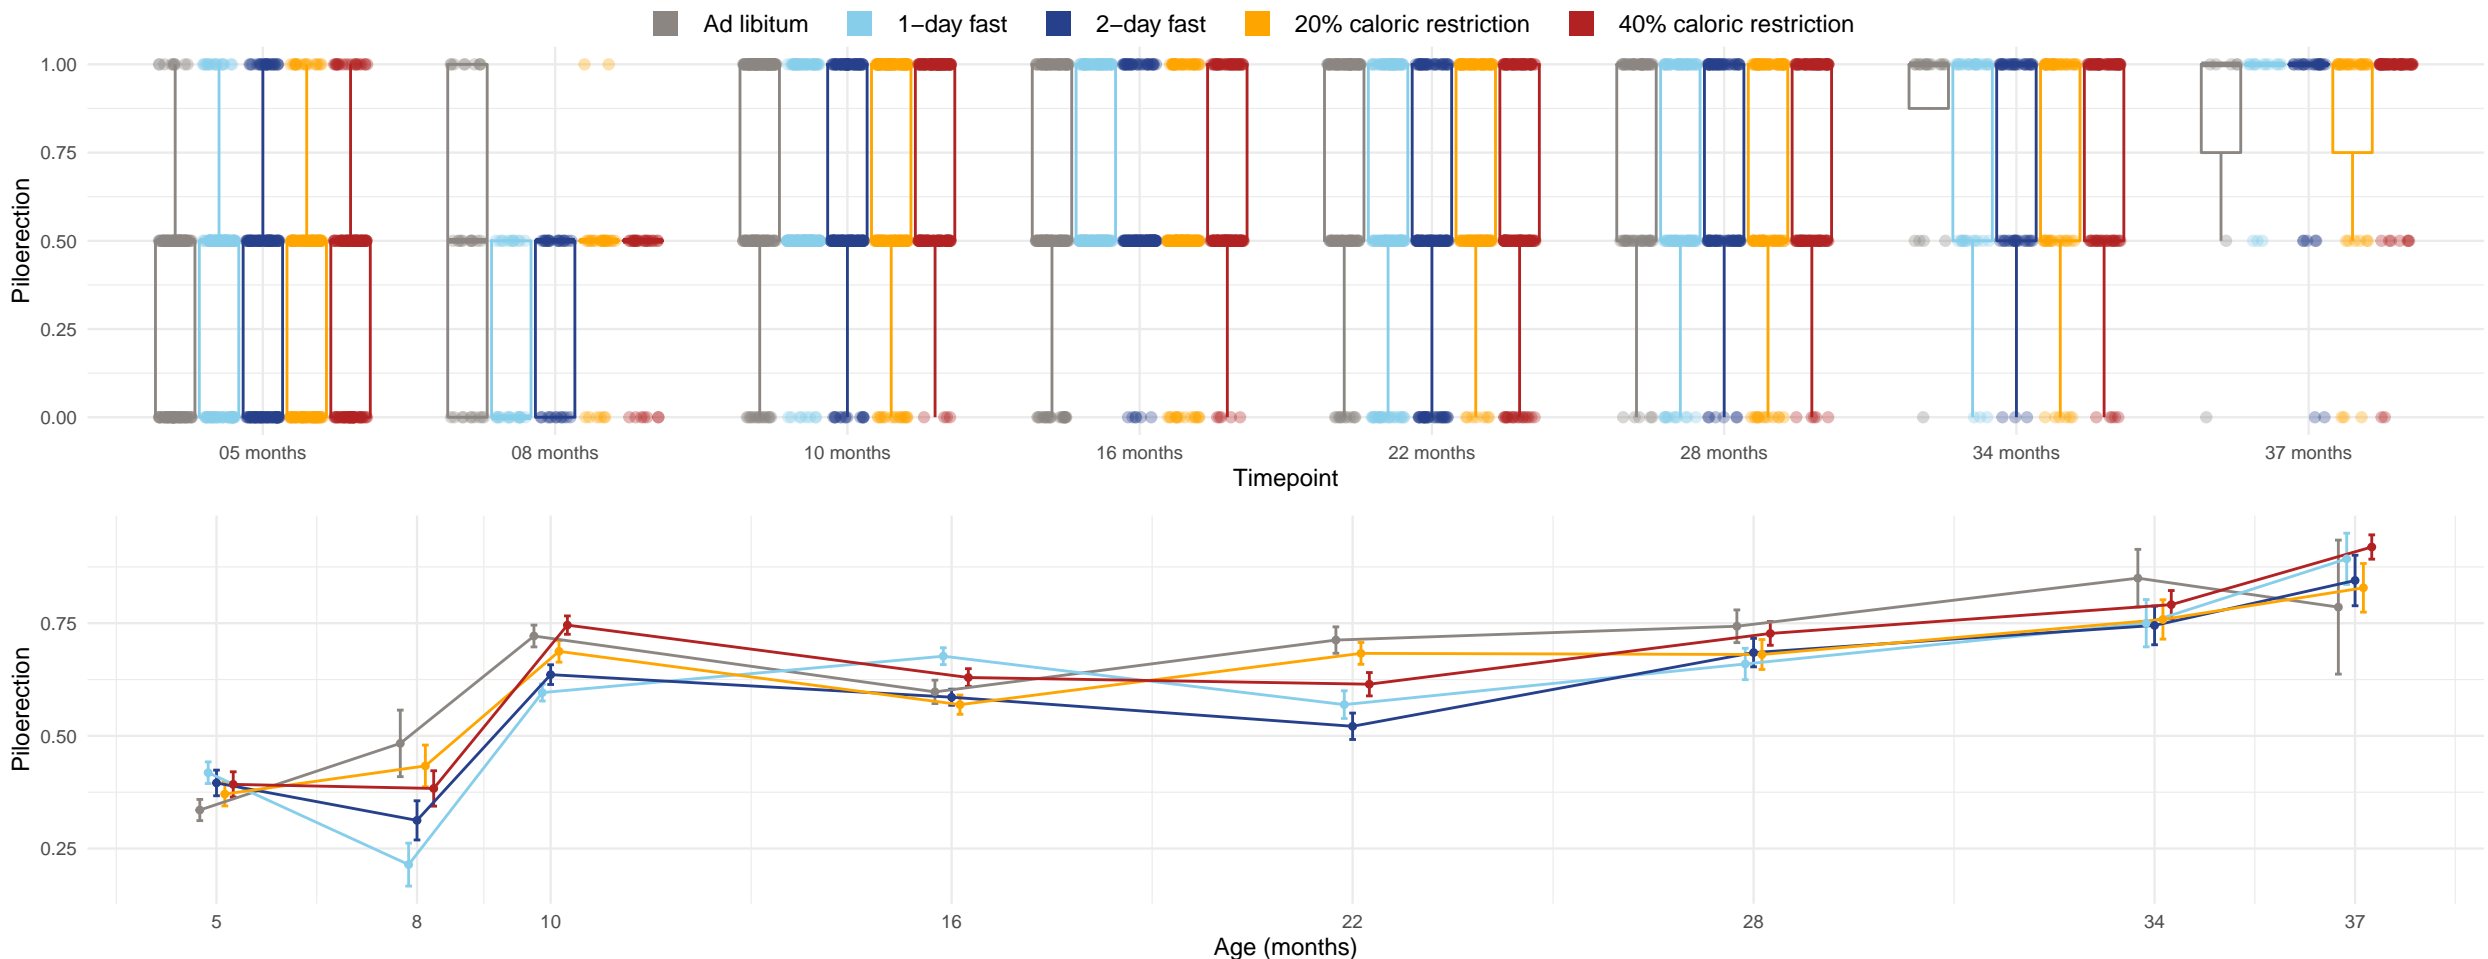 Ad libitum 1−day fast 2−day fast 20% caloric restriction 40% caloric restriction
Piloerection
1.00
0.75
0.50
0.25
0.00
05 months 08 months 10 months 16 months 22 months 28 months 34 months 37 months
Timepoint
Piloerection
0.75
0.50
0.25
5 8 10 16 22 28 34 37
Age (months)